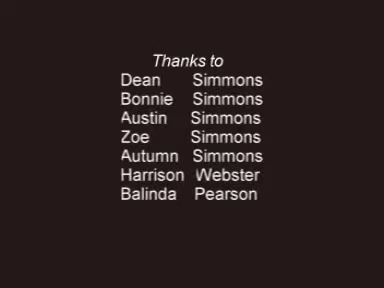 Thanks to
Dean Simmons
Bonnie Simmons
Austin Simmons
Zoe Simmons
Autumn Simmons
Harrison Webster
Balinda Pearson